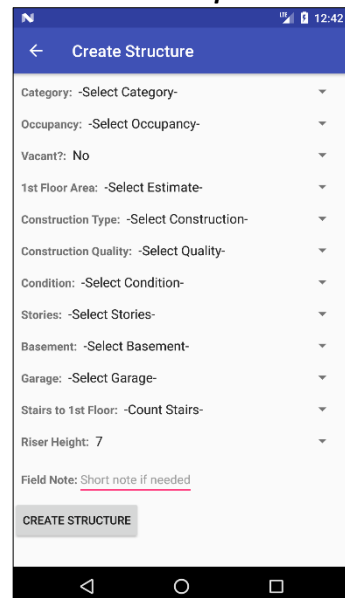 LTE 12:42
Create Structure
Category: -Select Category-
Occupancy: -Select Occupancy-
Vacant?: No
1st Floor Area: -Select Estimate-
Construction Type: -Select Construction-
Construction Quality: -Select Quality-
Condition: -Select Condition-
Stories: -Select Stories-
Basement: -Select Basement-
Garage: -Select Garage-
Stairs to 1st Floor: -Count Stairs-
Riser Height: 7
Field Note: Short note if needed
CREATE STRUCTURE